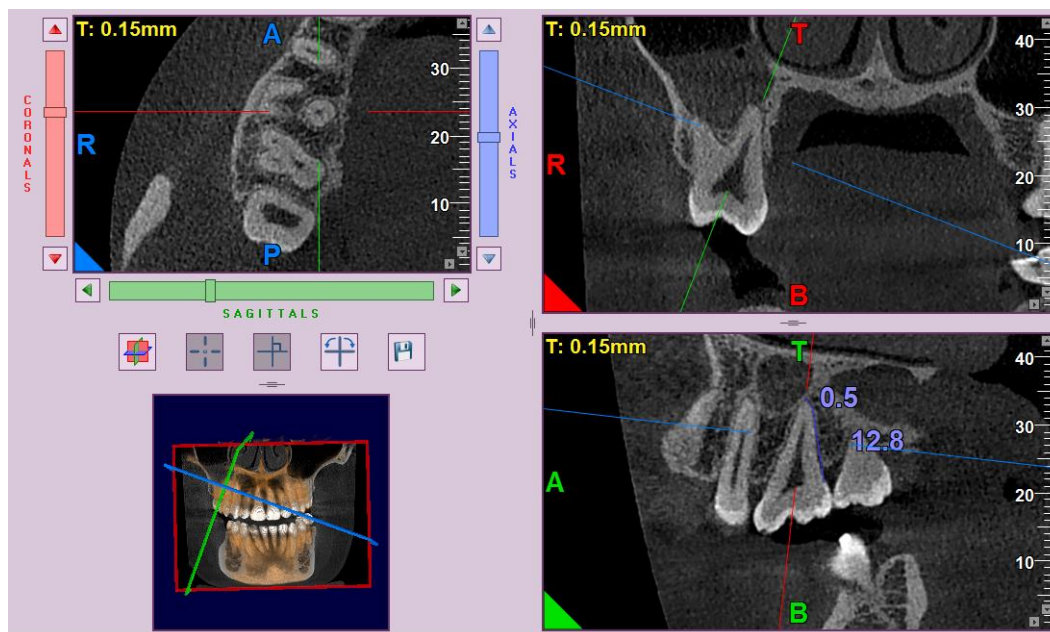 T: 0.15mm
A
R
P
30
20
10
CORONALS
AXIALS
SAGITTALS
T: 0.15mm
T
R
B
40
30
20
10
T: 0.15mm
T
0.5
12.8
A
B
40
30
20
10